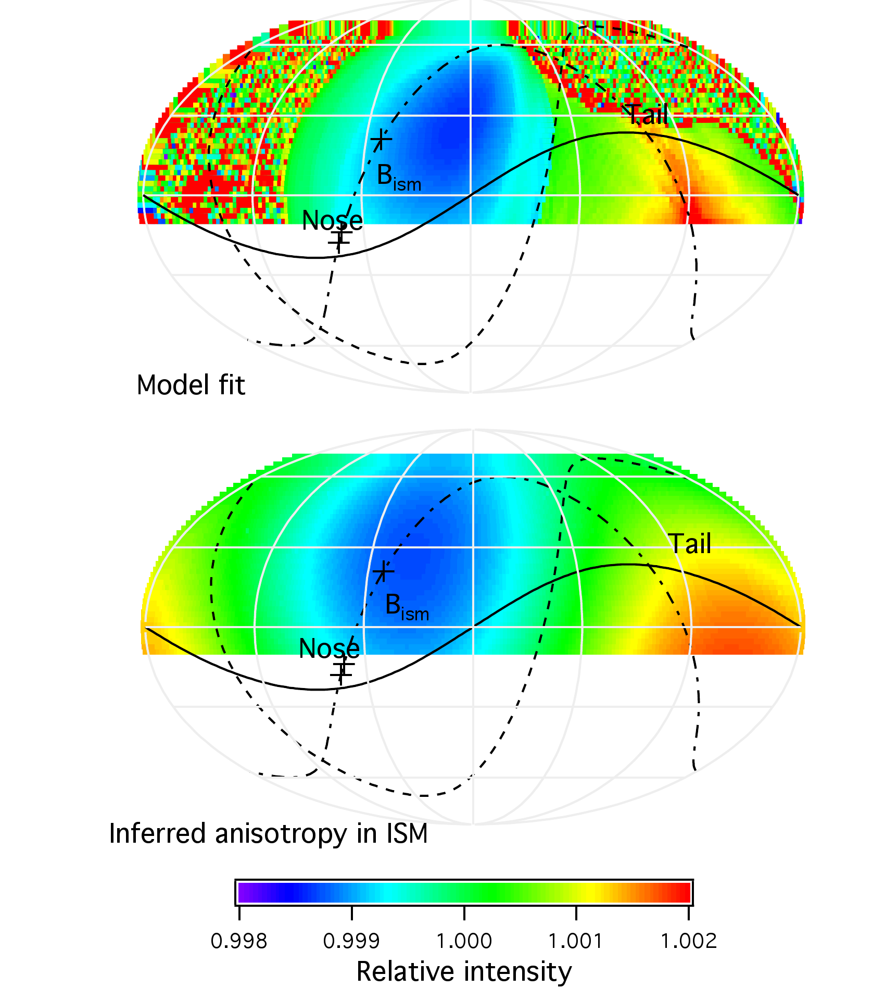 Tail
B_ism
Nose
Model fit
Tail
B_ism
Nose
Inferred anisotropy in ISM
0.998 0.999 1.000 1.001 1.002
Relative intensity